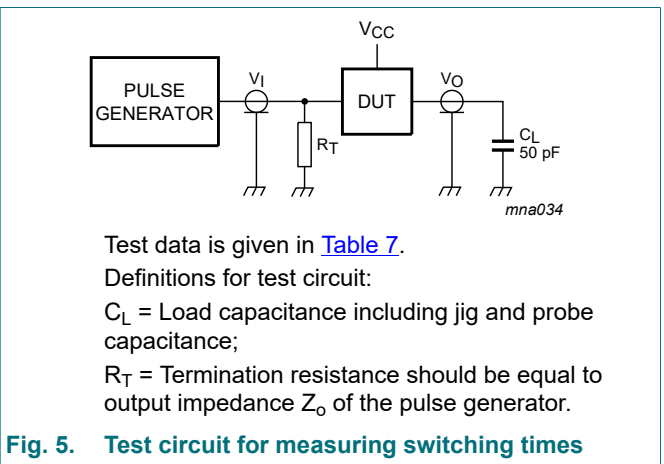 VCC
PULSE
GENERATOR
VI
DUT
VO
RT
CL
50 pF
mna034
Test data is given in Table 7.
Definitions for test circuit:
CL = Load capacitance including jig and probe
capacitance;
RT = Termination resistance should be equal to
output impedance Zo of the pulse generator.
Fig. 5. Test circuit for measuring switching times